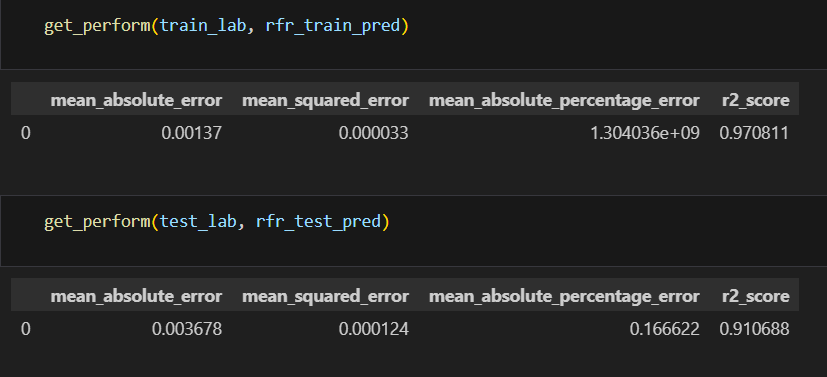 get_perform(train_lab, rfr_train_pred)
mean_absolute_error mean_squared_error mean_absolute_percentage_error r2_score
0 0.00137 0.000033 1.304036e+09 0.970811
get_perform(test_lab, rfr_test_pred)
mean_absolute_error mean_squared_error mean_absolute_percentage_error r2_score
0 0.003678 0.000124 0.166622 0.910688